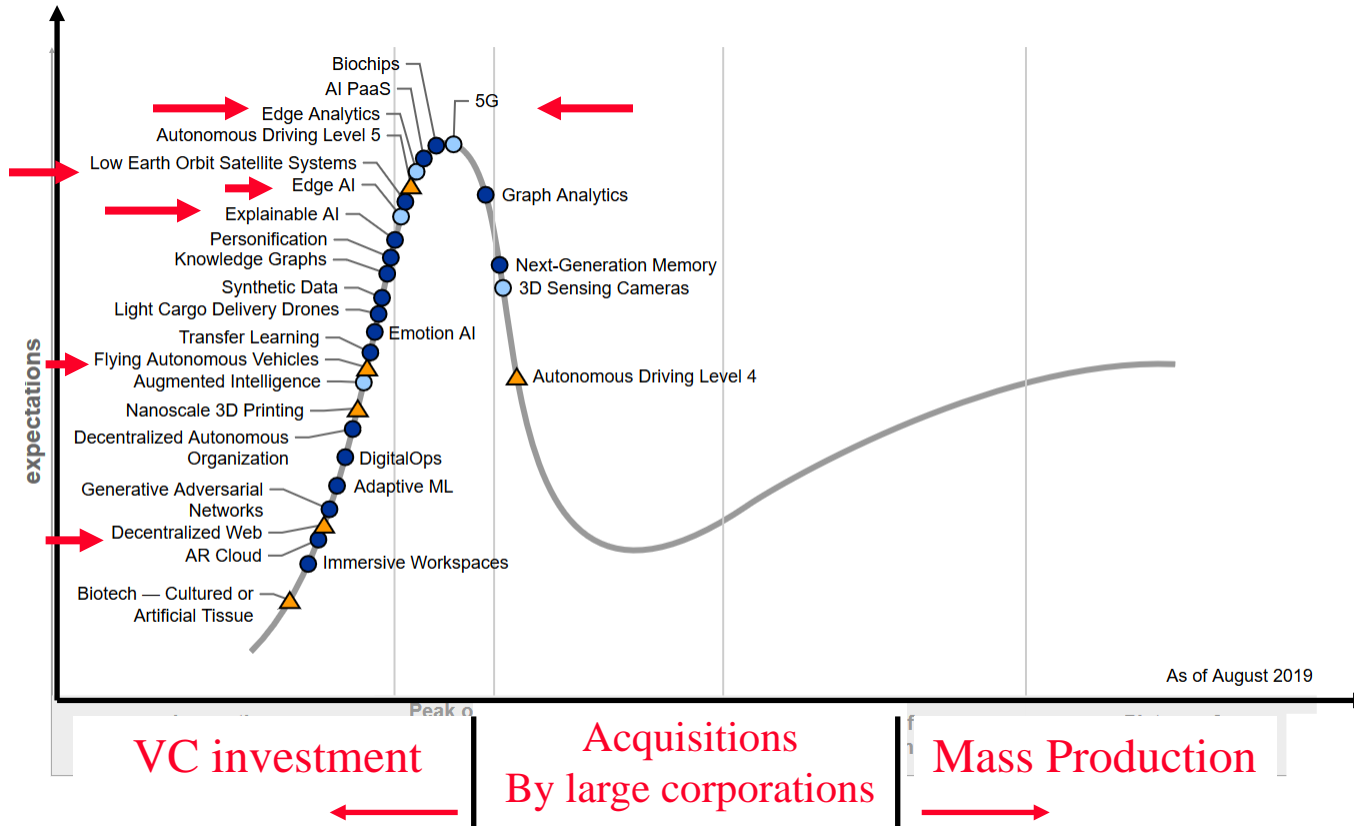 Biochips
AI PaaS
5G
Edge Analytics
Autonomous Driving Level 5
Low Earth Orbit Satellite Systems
Edge AI
Graph Analytics
Explainable AI
Personification
Knowledge Graphs
Next-Generation Memory
Synthetic Data
3D Sensing Cameras
Light Cargo Delivery Drones
Emotion AI
Transfer Learning
Flying Autonomous Vehicles
Autonomous Driving Level 4
Augmented Intelligence
expectations
Nanoscale 3D Printing
Decentralized Autonomous
Organization
DigitalOps
Adaptive ML
Generative Adversarial
Networks
Decentralized Web
AR Cloud
Immersive Workspaces
Biotech — Cultured or
Artificial Tissue
As of August 2019
Peak o
VC investment
Acquisitions
By large corporations
Mass Production